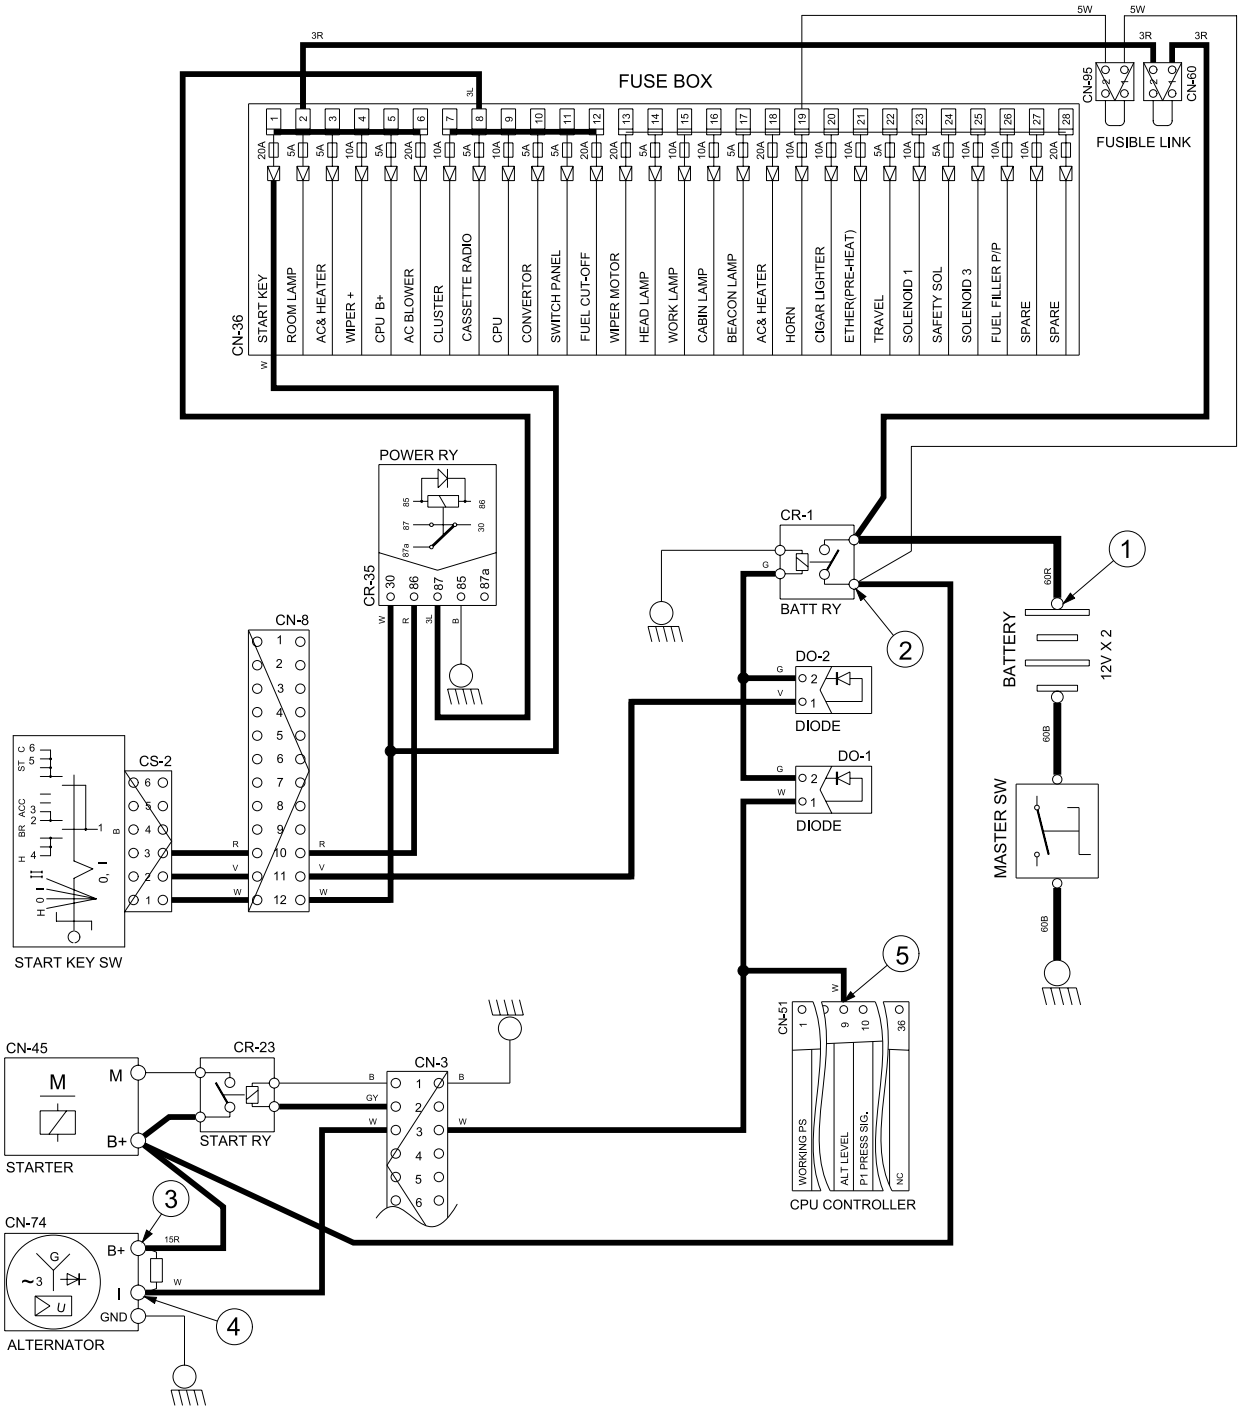 5W
5W
3R
3R
3R
FUSE BOX
CN-95
2
1
2
1
CN-60
FUSIBLE LINK
3L
1 2 3 4 5 6 7 8 9 10 11 12 13 14 15 16 17 18 19 20 21 22 23 24 25 26 27 28
20A 5A 5A 10A 5A 20A 10A 5A 5A 10A 5A 20A 10A 5A 10A 10A 10A 20A 10A 10A 10A 5A 10A 5A 10A 10A 10A 20A
CN-36
START KEY
ROOM LAMP
AC& HEATER
WIPER +
CPU B+
AC BLOWER
CLUSTER
CASSETTE RADIO
CPU
CONVERTOR
SWITCH PANEL
FUEL CUT-OFF
WIPER MOTOR
HEAD LAMP
WORK LAMP
CABIN LAMP
BEACON LAMP
AC& HEATER
HORN
CIGAR LIGHTER
ETHER(PRE-HEAT)
TRAVEL
SOLENOID 1
SAFETY SOL
SOLENOID 3
FUEL FILLER P/P
SPARE
SPARE
W
POWER RY
85
86
87
30
87a
CR-35
30 86 87 85 87a
W R 3L B
CR-1
G
BATT RY
1
60R
2
BATTERY
12V X 2
60B
MASTER SW
60B
CN-8
1
2
3
4
5
6
7
8
9
10
11
12
R
V
W
R
V
W
DO-2
G
2
V
1
DIODE
DO-1
G
2
W
1
DIODE
CS-2
6
5
4
3
2
1
C 6
ST 5
ACC
3
BR 2
H 4
1
B
0, I
H 0 I II
START KEY SW
5
W
CN-51
1 9 10 36
WORKING PS
ALT LEVEL
P1 PRESS SIG.
NC
CPU CONTROLLER
CN-45
M
M
B+
STARTER
CR-23
START RY
CN-3
B
GY
W
1
2
3
4
5
6
B
W
3
CN-74
B+
15R
G
~3
U
I
W
GND
4
ALTERNATOR